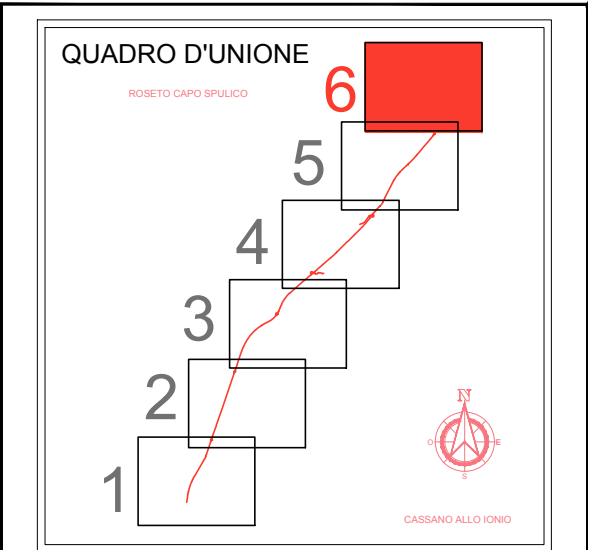 QUADRO D'UNIONE
ROSETO CAPO SPULICO
6
5
4
3
2
1
N
O E
S
CASSANO ALLO IONIO